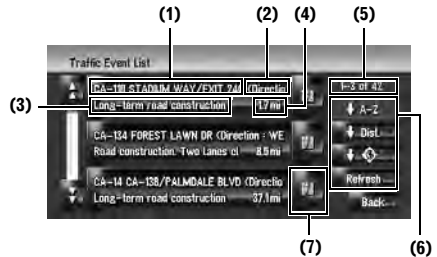 (1) (2) (4) (5)
Traffic Event List
CA-110 STADIUM WAY/EXIT 24 (Directio 1-3 of 42
(3) Long-term road construction 1.7mi
A-Z
CA-134 FOREST LAWN DR (Direction : WE
Road construction. Two lanes cl 8.5mi
Dist.
(6)
CA-14 CA-138/PALMDALE BLVD (Directio
Long-term road construction 37.1mi
Refresh
Back
(7)